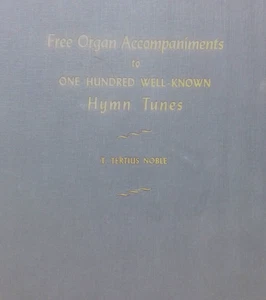 Free Organ Accompaniments
to
ONE HUNDRED WELL-KNOWN
Hymn Tunes
T. TERTIUS NOBLE